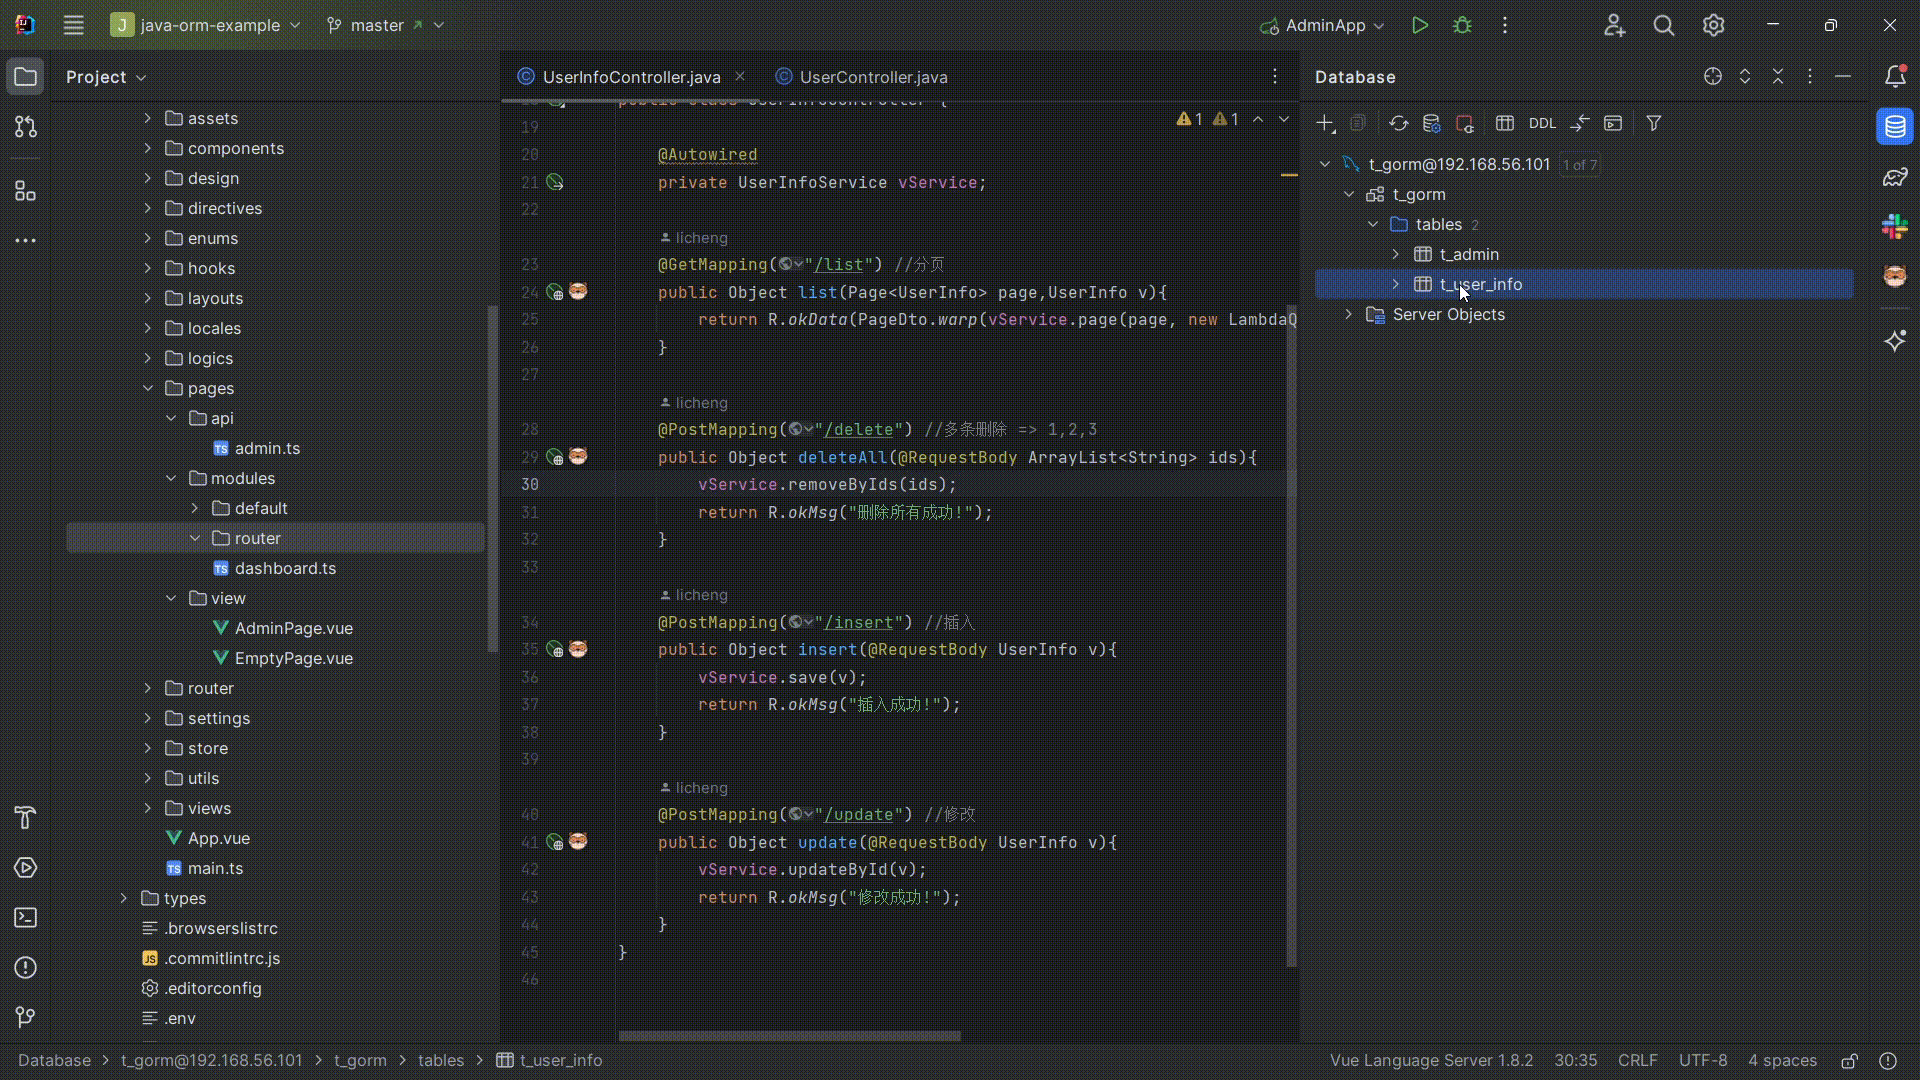 J java-orm-example
master
AdminApp
Project
assets
components
design
directives
enums
hooks
layouts
locales
logics
pages
api
TS admin.ts
modules
default
router
TS dashboard.ts
view
AdminPage.vue
EmptyPage.vue
router
settings
store
utils
views
App.vue
TS main.ts
types
.browserslistrc
JS .commitlintrc.js
.editorconfig
.env
UserInfoController.java
UserController.java
public class UserInfoController {
1 1
19
20 @Autowired
21 private UserInfoService vService;
22
licheng
23 @GetMapping("/list") //分页
24 public Object list(Page<UserInfo> page,UserInfo v){
25 return R.okData(PageDto.warp(vService.page(page, new LambdaQ
26 }
27
licheng
28 @PostMapping("/delete") //多条删除 => 1,2,3
29 public Object deleteAll(@RequestBody ArrayList<String> ids){
30 vService.removeByIds(ids);
31 return R.okMsg("删除所有成功!");
32 }
33
licheng
34 @PostMapping("/insert") //插入
35 public Object insert(@RequestBody UserInfo v){
36 vService.save(v);
37 return R.okMsg("插入成功!");
38 }
39
licheng
40 @PostMapping("/update") //修改
41 public Object update(@RequestBody UserInfo v){
42 vService.updateById(v);
43 return R.okMsg("修改成功!");
44 }
45 }
46
Database
DDL
t_gorm@192.168.56.101 1 of 7
t_gorm
tables 2
t_admin
t_user_info
Server Objects
Database > t_gorm@192.168.56.101 > t_gorm > tables > t_user_info
Vue Language Server 1.8.2 30:35 CRLF UTF-8 4 spaces